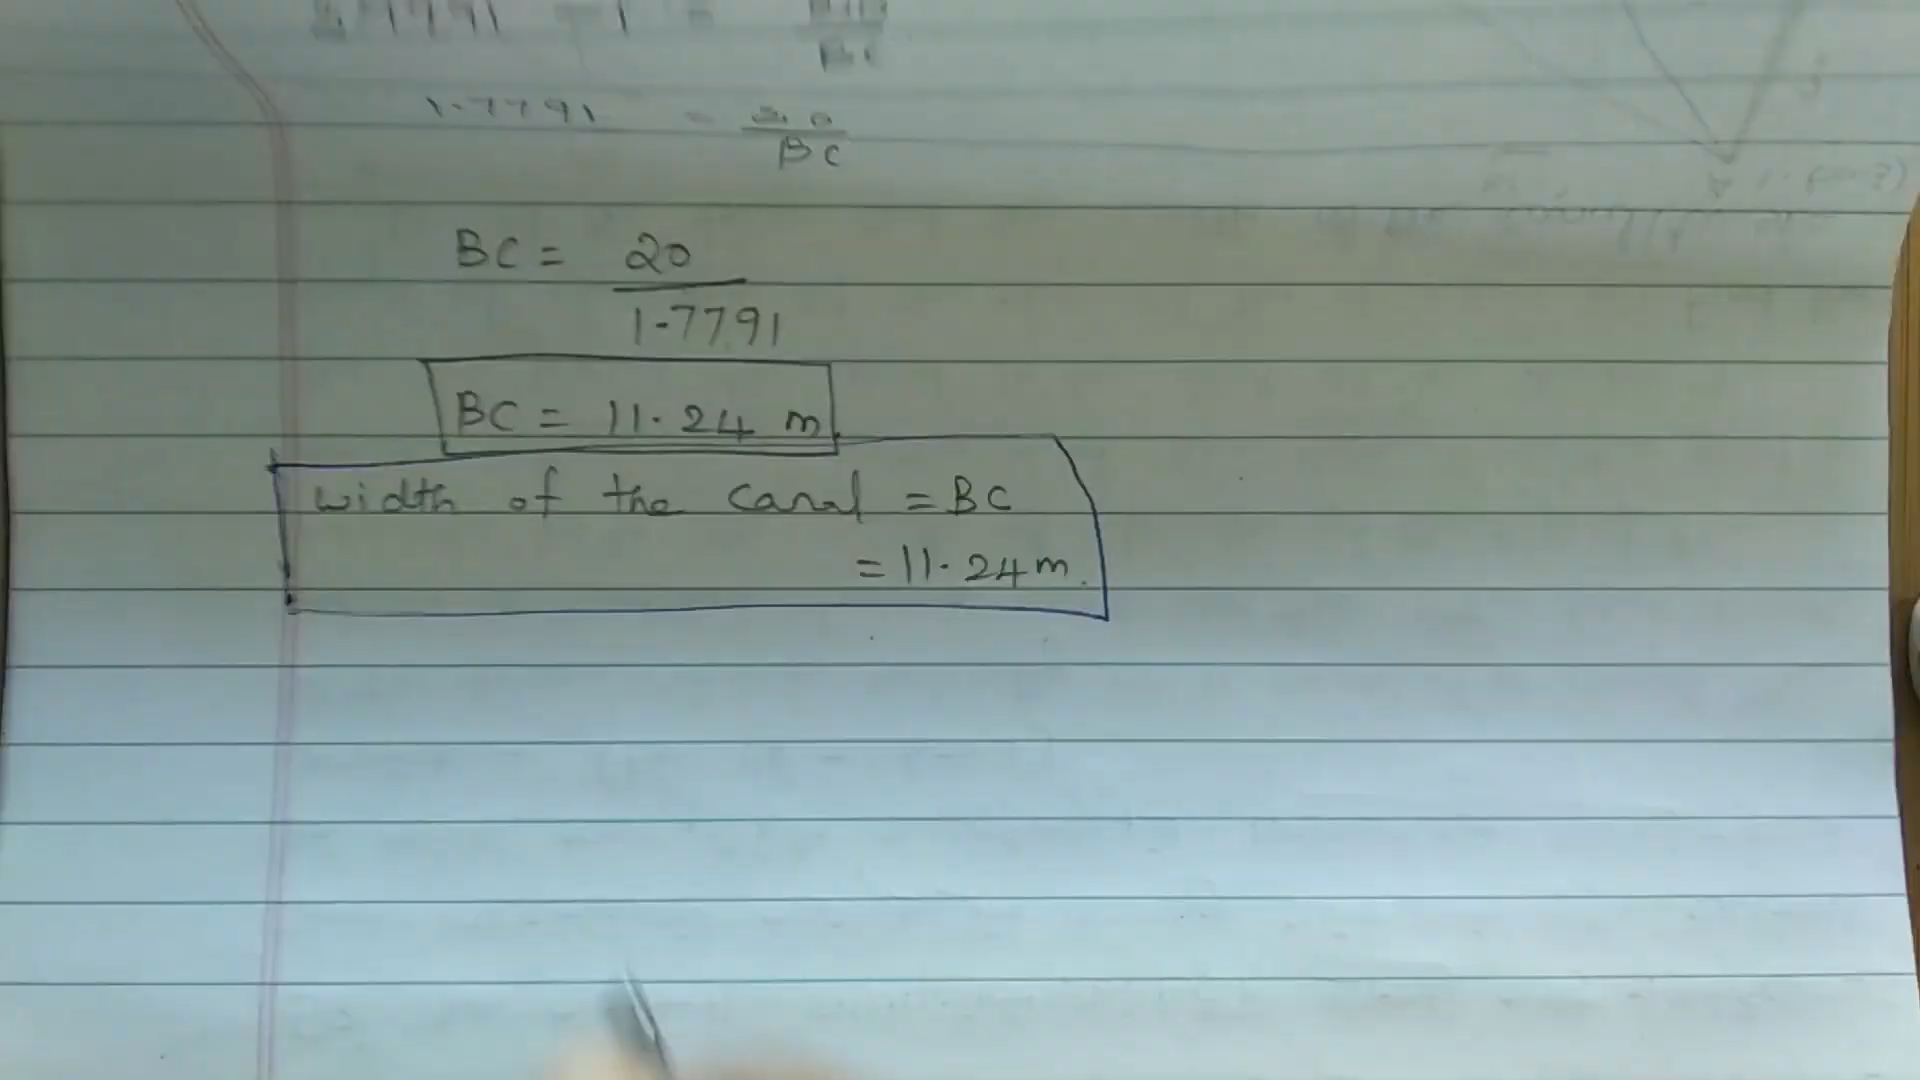 1.7791 = 20
BC
BC = 20
1.7791
BC = 11.24 m
width of the canal = BC
= 11.24 m.